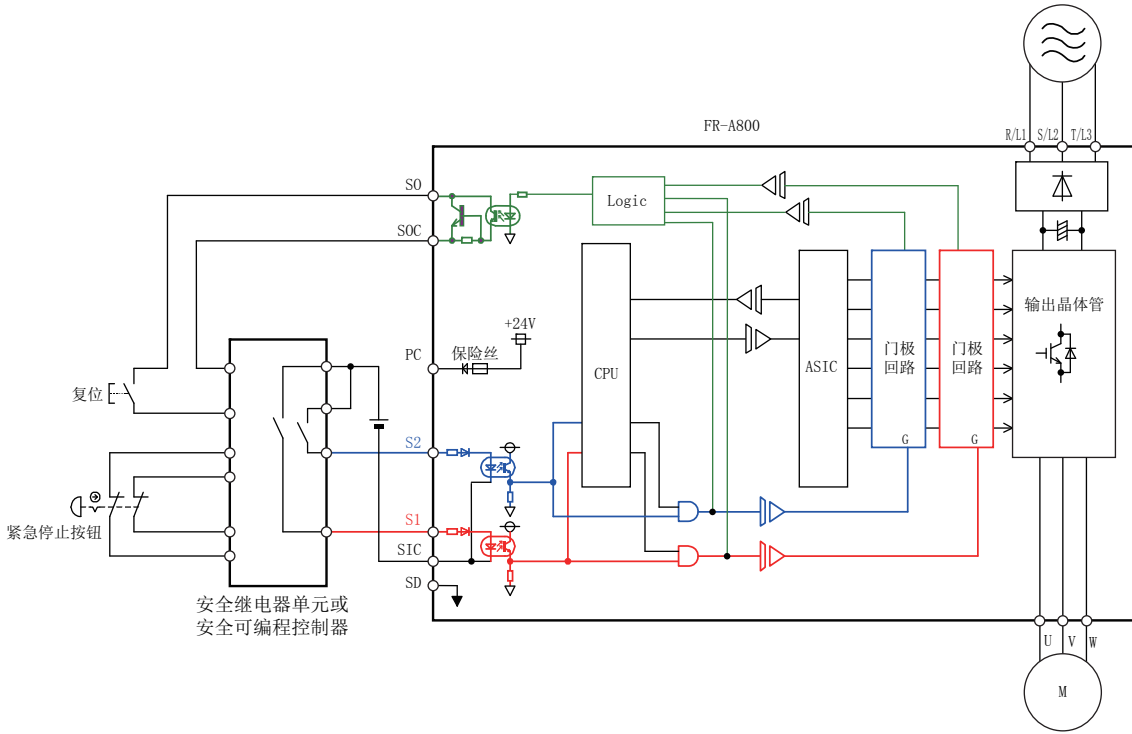 FR-A800
R/L1
S/L2
T/L3
SO
Logic
SOC
+24V
PC
保险丝
CPU
ASIC
门极
回路
G
门极
回路
G
输出晶体管
复位
S2
S1
SIC
SD
紧急停止按钮
安全继电器单元或
安全可编程控制器
U
V
W
M